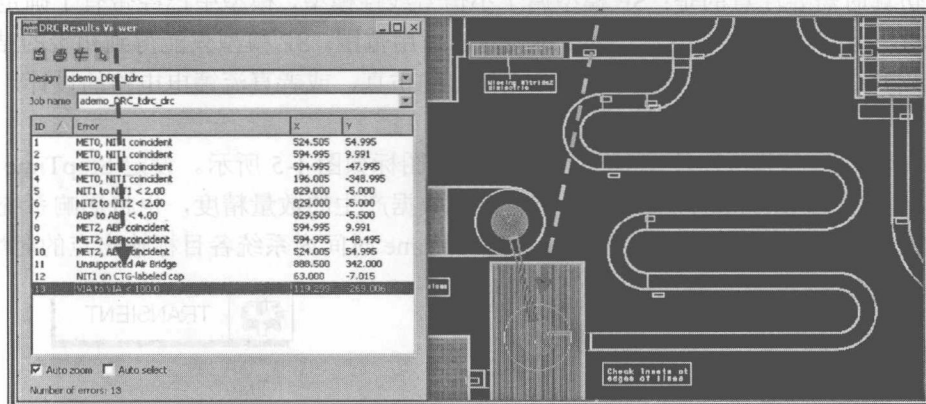 DRC Results Viewer
Design ademo_DRC_tdrc
Job name ademo_DRC_tdrc_drc
ID Error X Y
1 MET0, NIT1 coincident 524.505 54.995
2 MET0, NIT1 coincident 594.995 9.991
3 MET0, NIT1 coincident 594.995 -47.995
4 MET0, NIT1 coincident 196.005 -348.995
5 NIT1 to NIT1 < 2.00 829.000 -5.000
6 NIT2 to NIT2 < 2.00 829.000 -5.000
7 ABP to ABP < 4.00 829.500 -5.500
8 MET2, ABP coincident 594.995 9.991
9 MET2, ABP coincident 594.995 -48.495
10 MET2, ABP coincident 524.005 54.995
11 Unsupported Air Bridge 888.500 342.000
12 NIT1 on CTG-labeled cap 63.000 -7.015
13 VIA to VIA < 100.0 119.299 -269.006
Auto zoom Auto select
Number of errors: 13
Missing Nitride2
Dielectric
Check Insets at
edges of lines